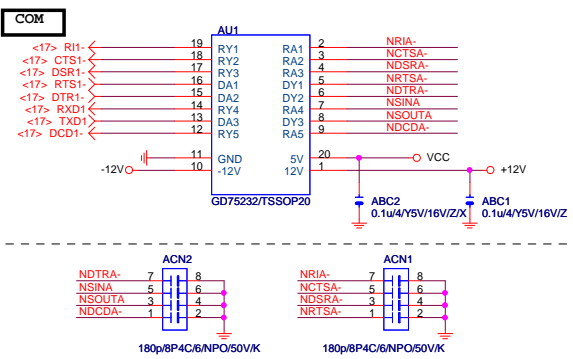 COM
AU1
<17> RI1- 19 RY1 RA1 2 NRIA-
<17> CTS1- 18 RY2 RA2 3 NCTSA-
<17> DSR1- 17 RY3 RA3 4 NDSRA-
<17> RTS1- 16 DA1 DY1 5 NRTSA-
<17> DTR1- 15 DA2 DY2 6 NDTRA-
<17> RXD1 14 RY4 RA4 7 NSINA
<17> TXD1 13 DA3 DY3 8 NSOUTA
<17> DCD1- 12 RY5 RA5 9 NDCDA-
11 GND 5V 20 VCC
-12V 10 -12V 12V 1 +12V
GD75232/TSSOP20
ABC2
0.1u/4/Y5V/16V/Z/X
ABC1
0.1u/4/Y5V/16V/Z
ACN2
NDTRA- 7 8
NSINA 5 6
NSOUTA 3 4
NDCDA- 1 2
180p/8P4C/6/NPO/50V/K
ACN1
NRIA- 7 8
NCTSA- 5 6
NDSRA- 3 4
NRTSA- 1 2
180p/8P4C/6/NPO/50V/K